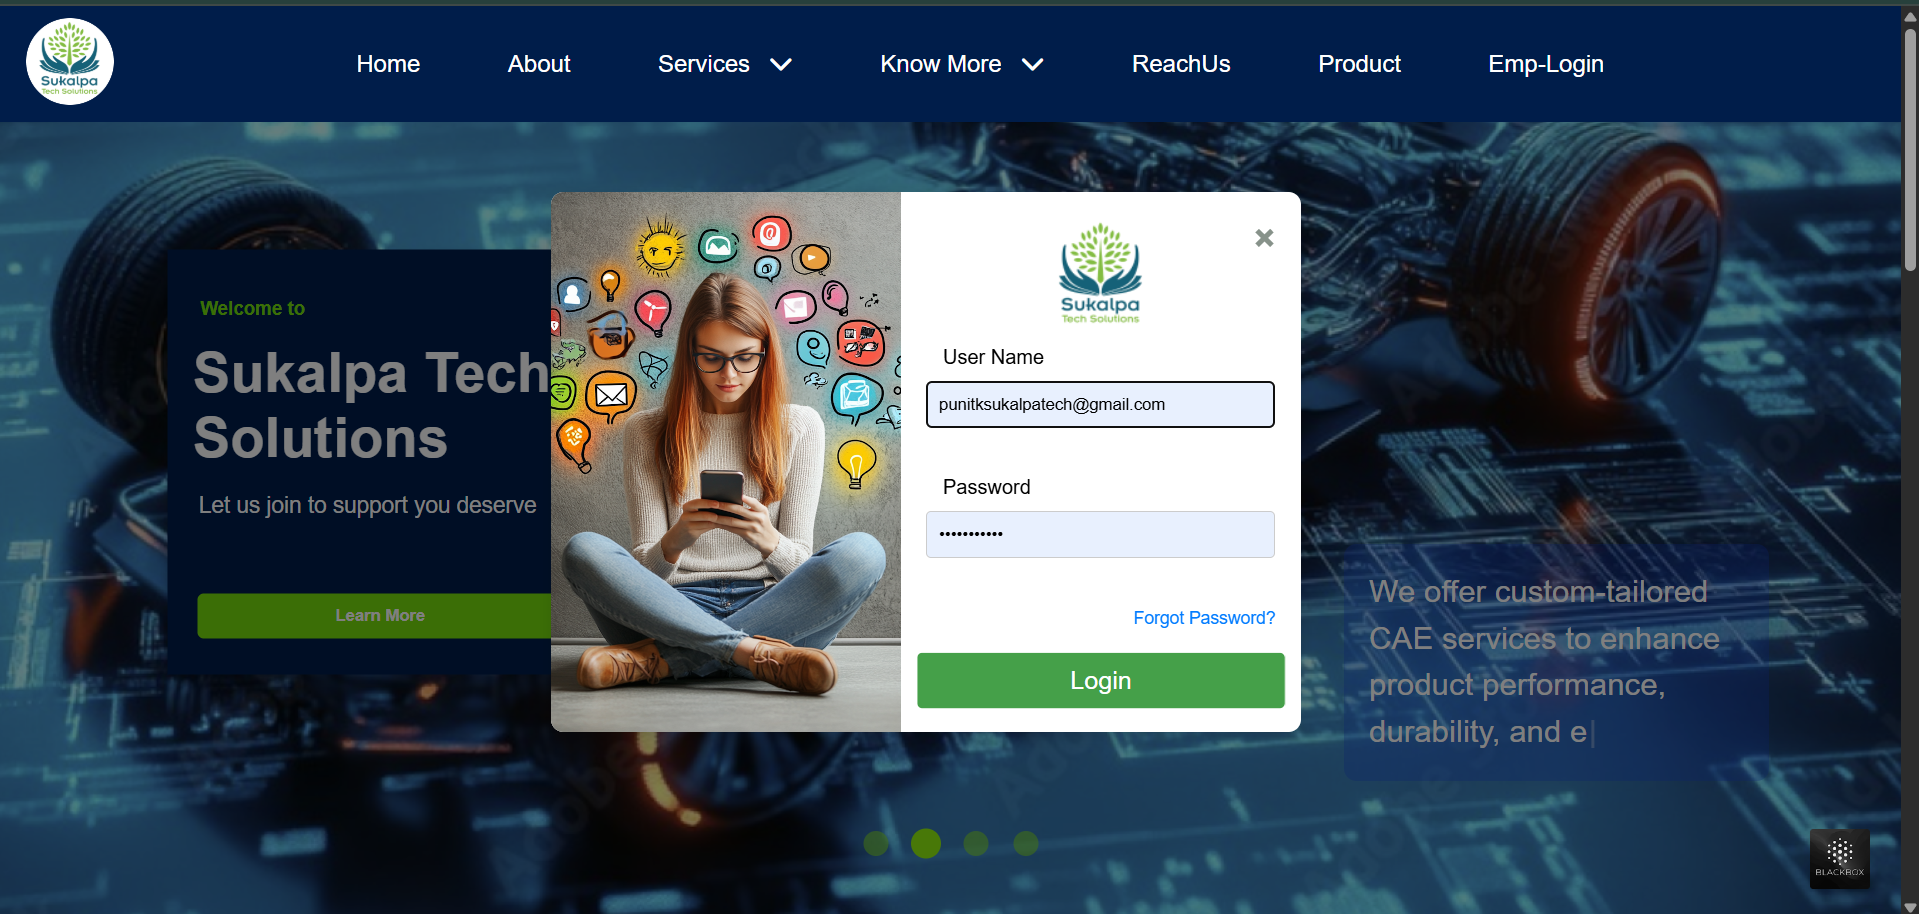 Sukalpa
Tech Solutions
Home
About
Services
Know More
ReachUs
Product
Emp-Login
Welcome to
Sukalpa Tech
Solutions
Let us join to support you deserve
Learn More
Sukalpa
Tech Solutions
User Name
punitksukalpatech@gmail.com
Password
•••••••••••
Forgot Password?
Login
We offer custom-tailored
CAE services to enhance
product performance,
durability, and e
BLACKBOX